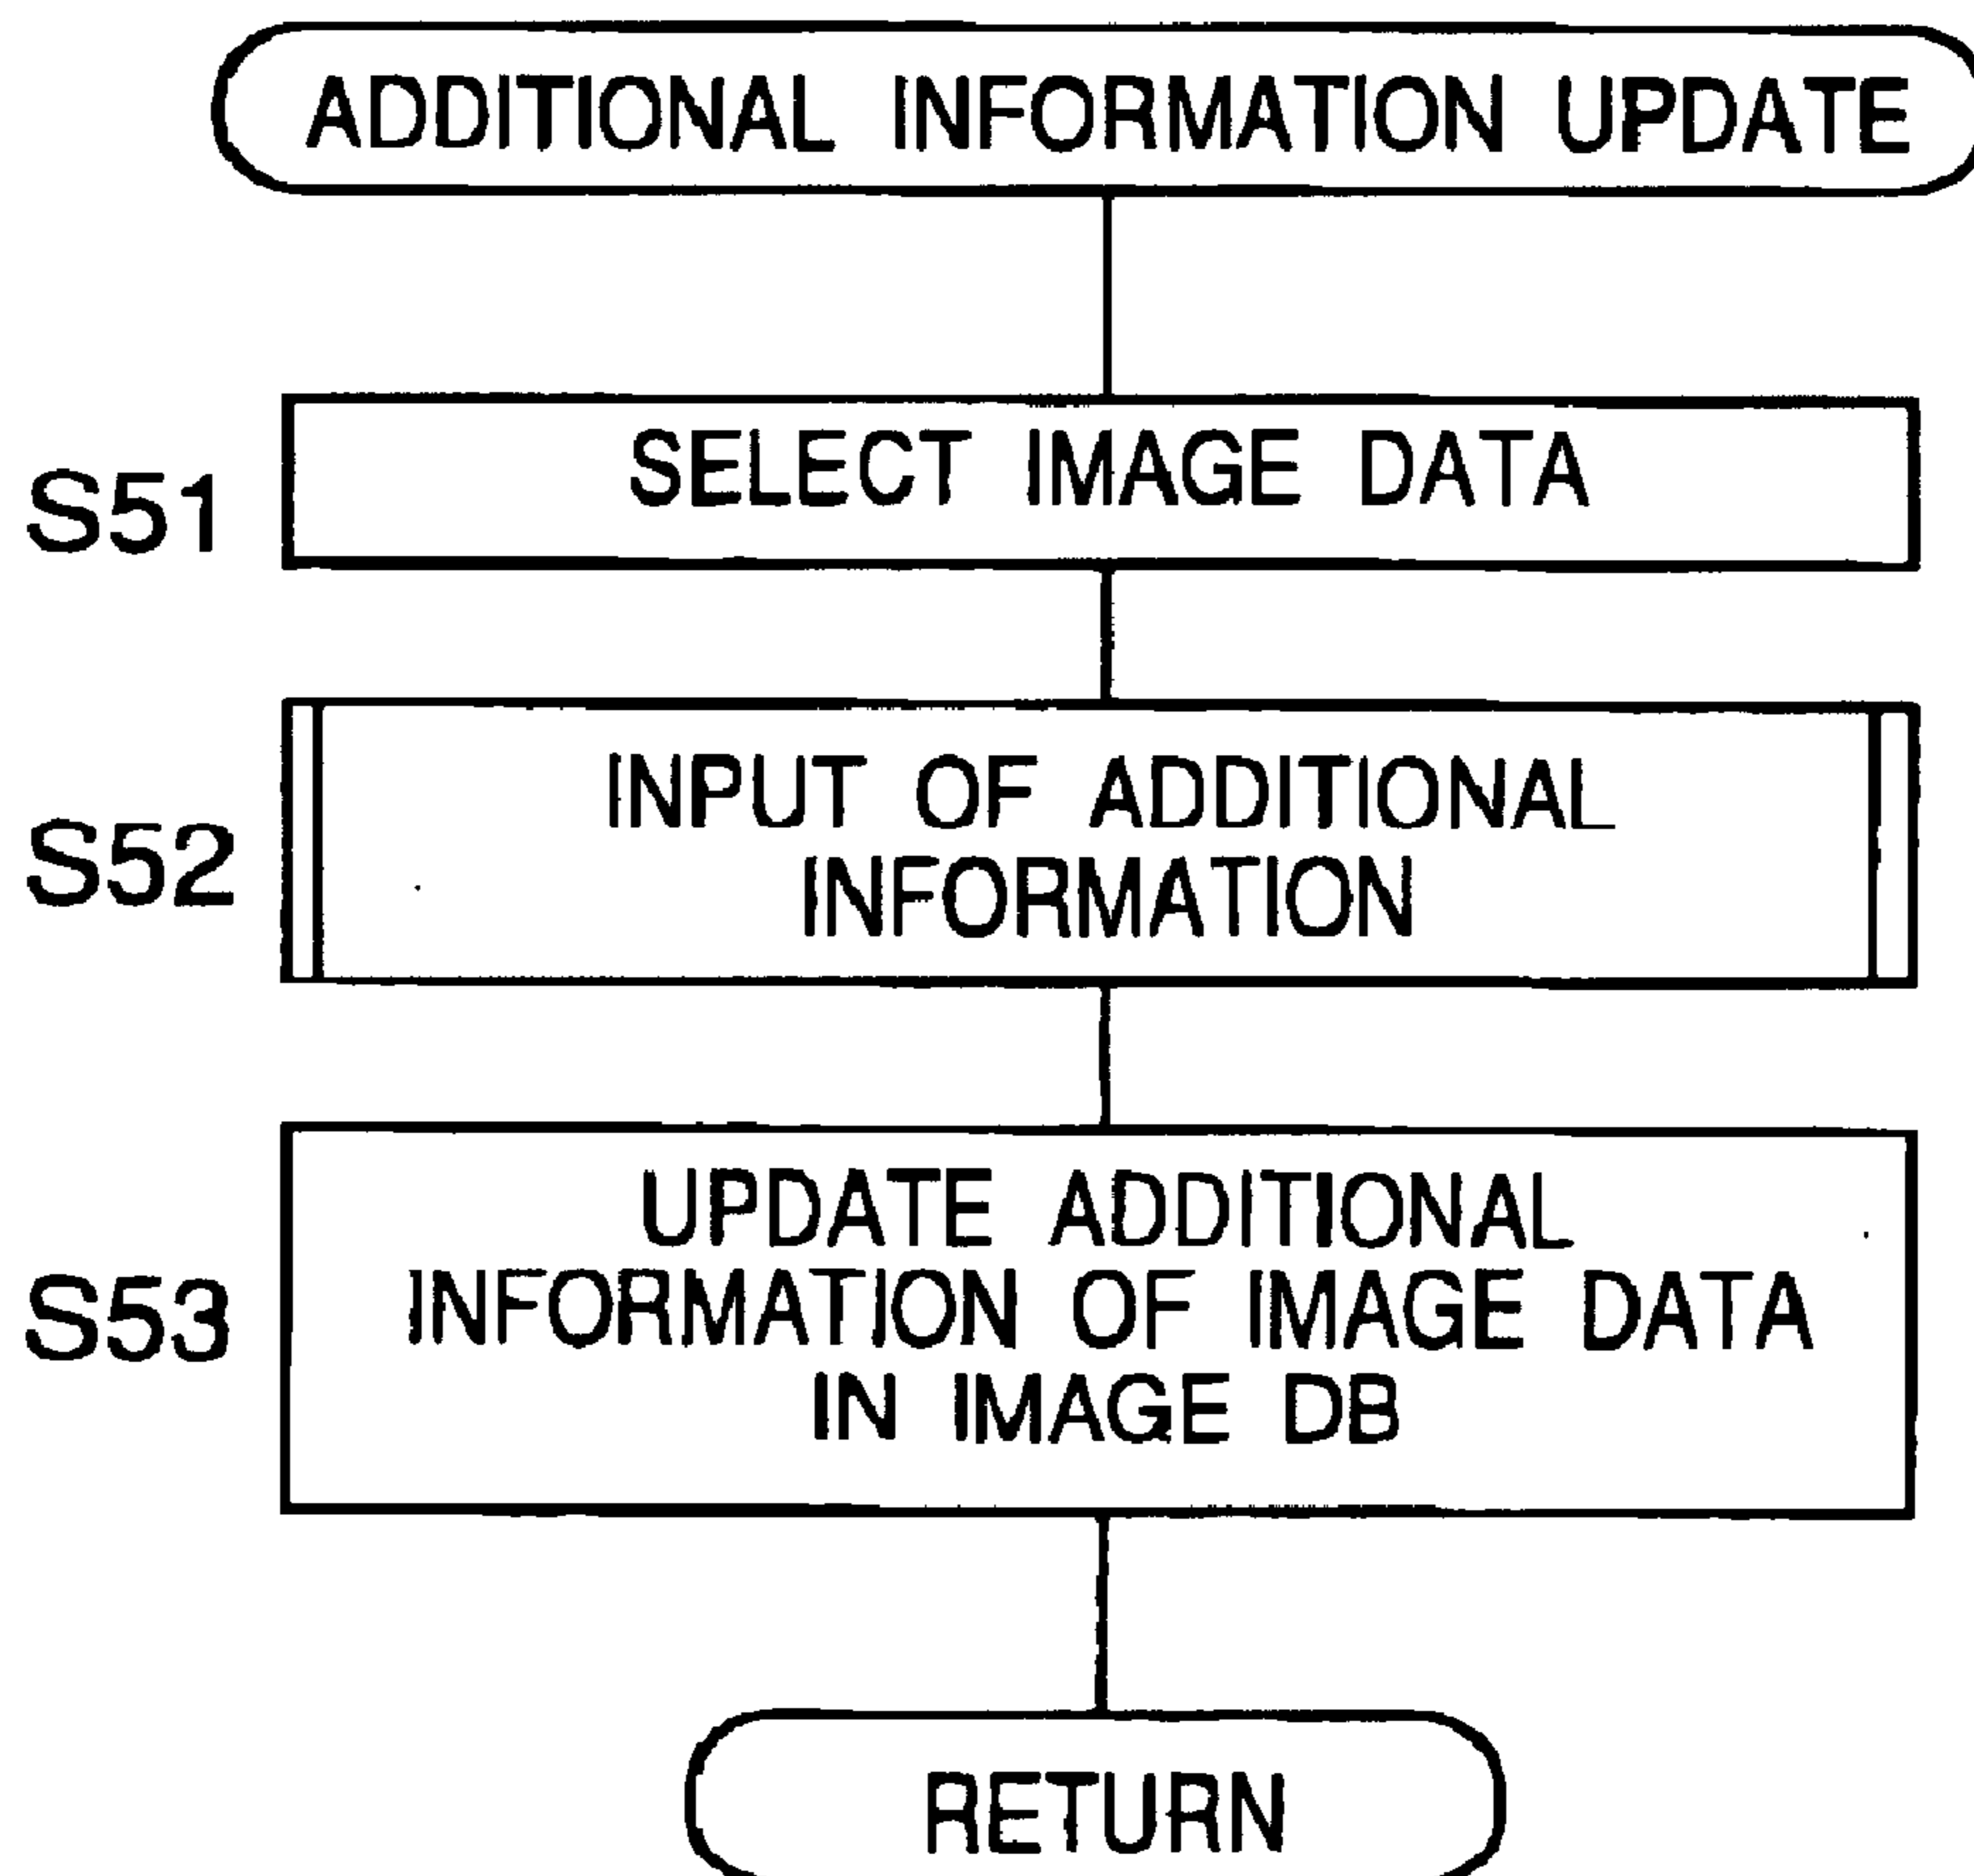 ADDITIONAL INFORMATION UPDATE
S51
SELECT IMAGE DATA
S52
INPUT OF ADDITIONAL
INFORMATION
S53
UPDATE ADDITIONAL
INFORMATION OF IMAGE DATA
IN IMAGE DB
RETURN